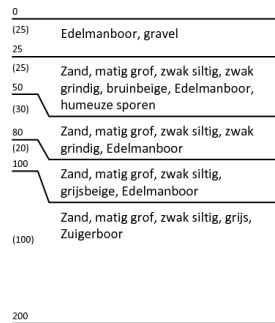 0
(25)
Edelmanboor, gravel
25
(25)
Zand, matig grof, zwak siltig, zwak
50
grindig, bruinbeige, Edelmanboor,
(30)
humeuze sporen
80
Zand, matig grof, zwak siltig, zwak
(20)
grindig, Edelmanboor
100
Zand, matig grof, zwak siltig,
grijsbeige, Edelmanboor
Zand, matig grof, zwak siltig, grijs,
(100)
Zuigerboor
200